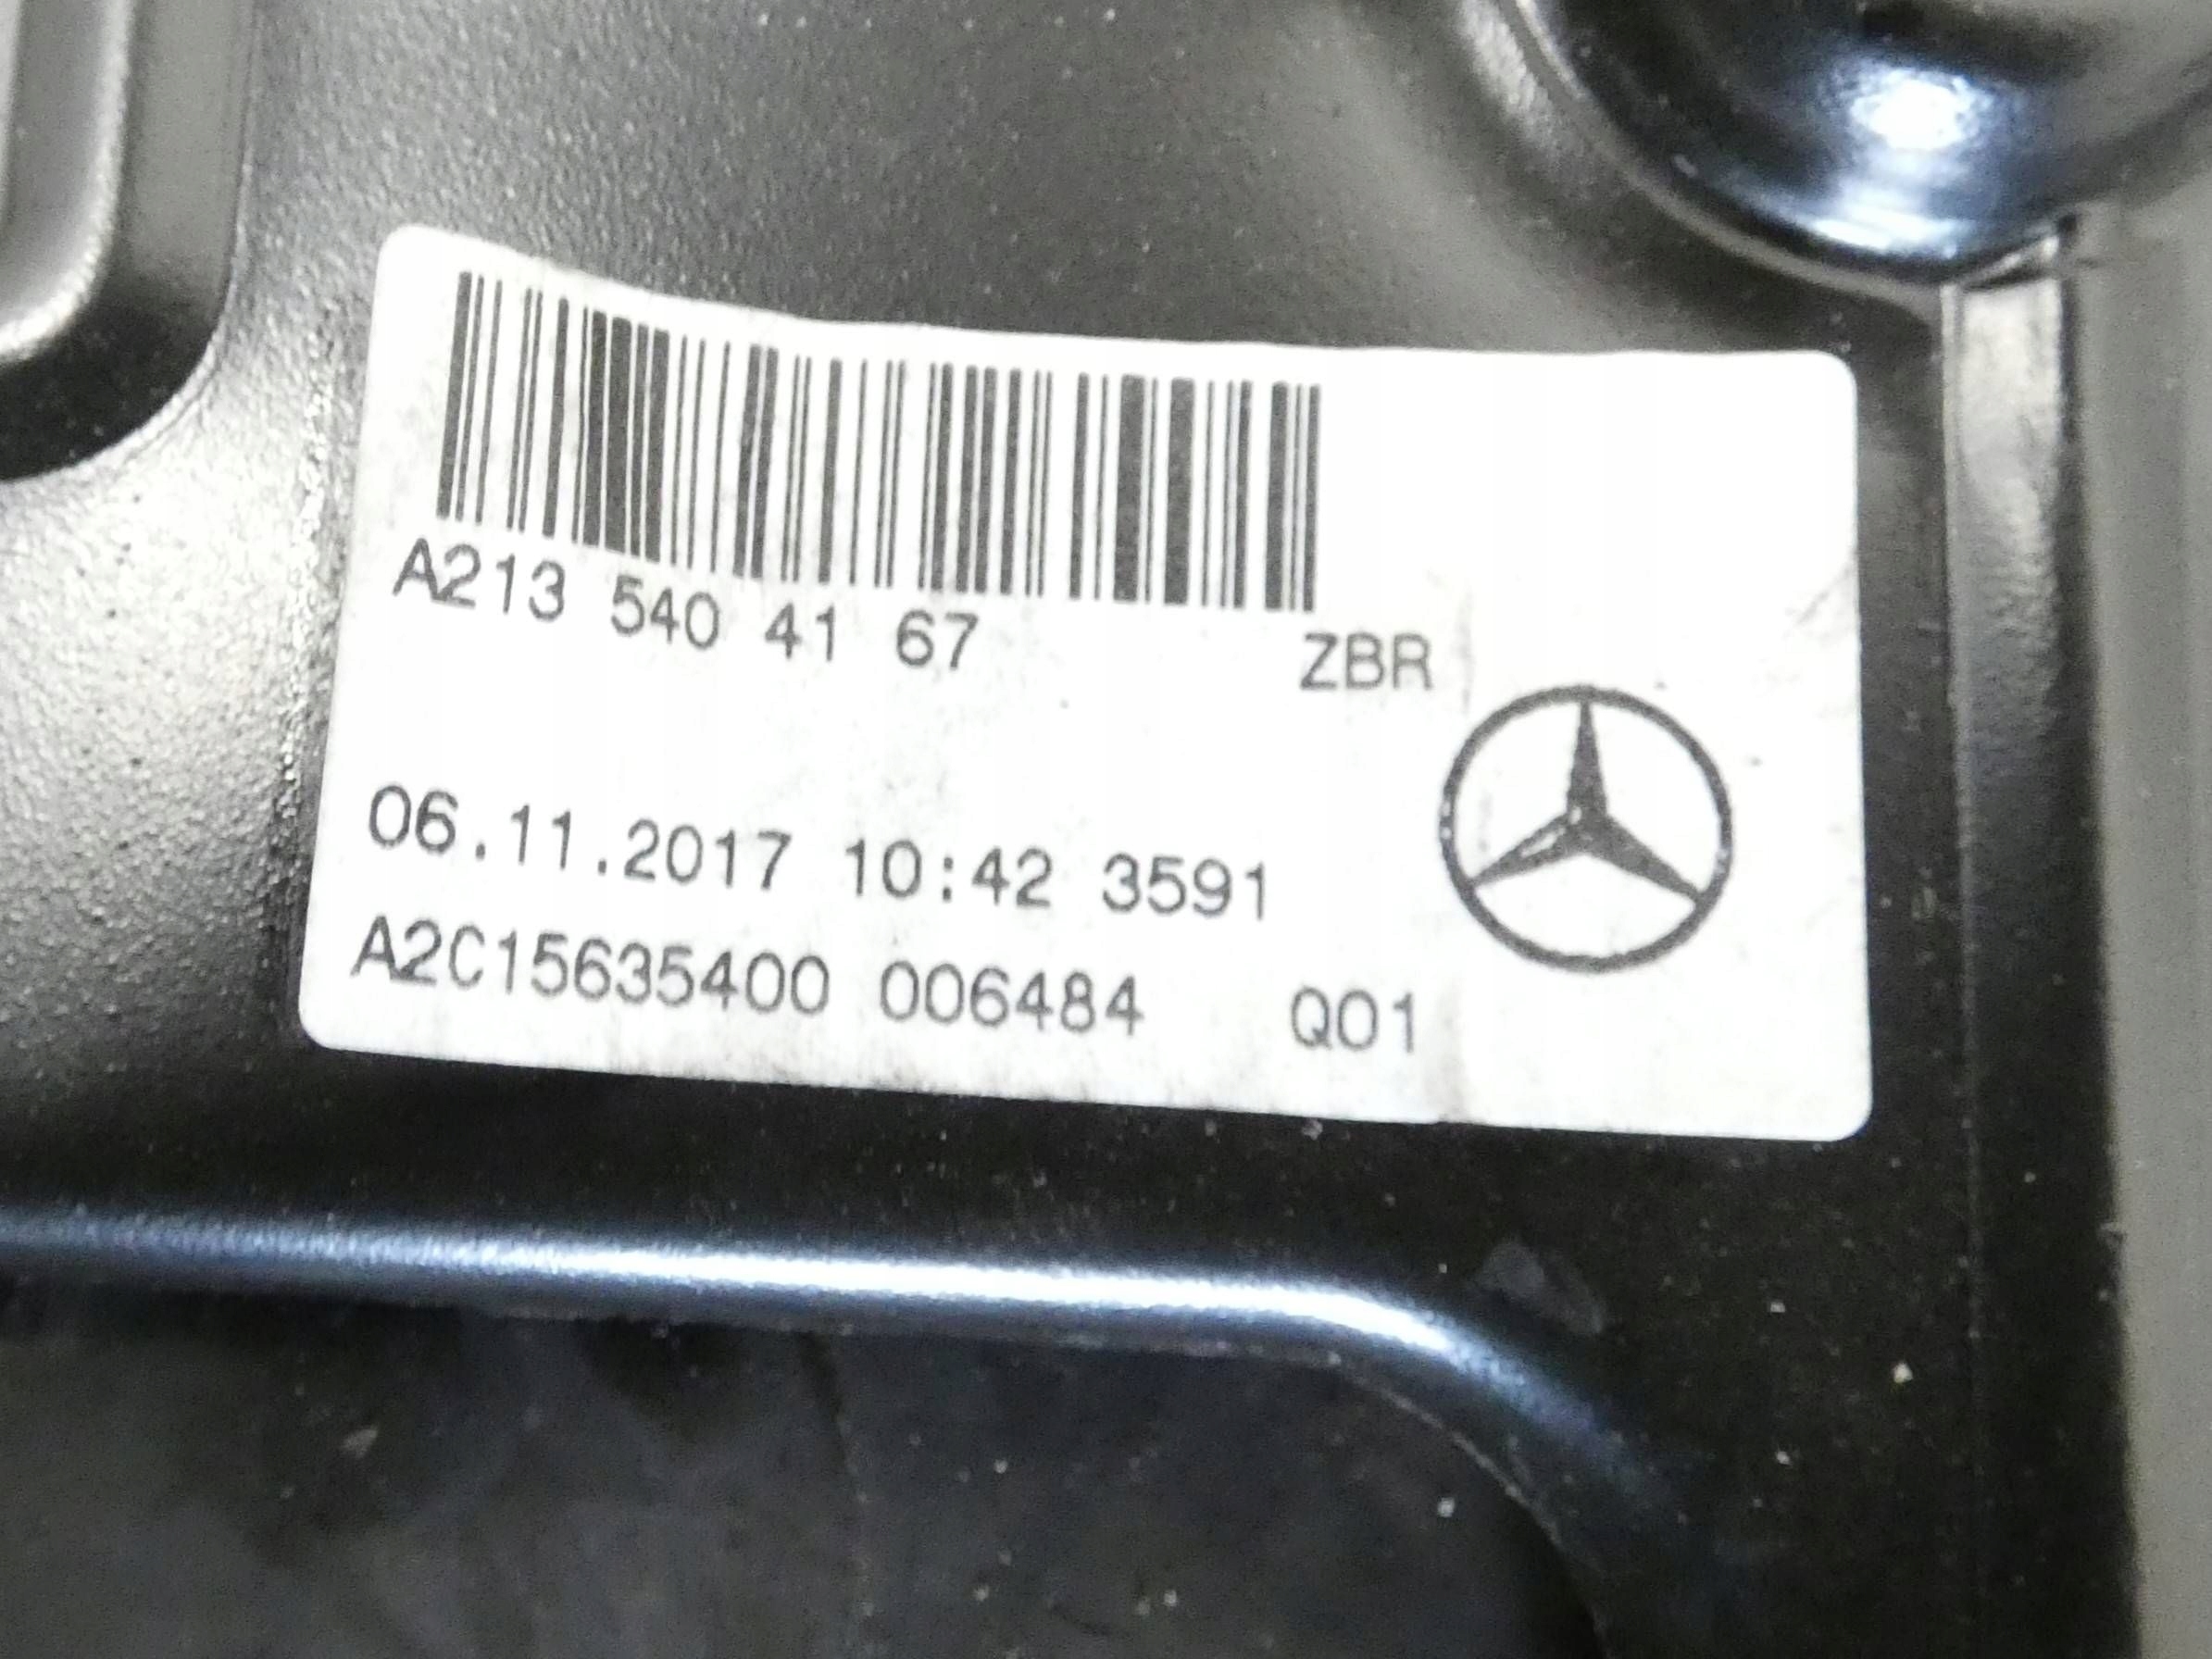 A213 540 41 67 ZBR
06.11.2017 10:42 3591
A2C15635400 006484 Q01